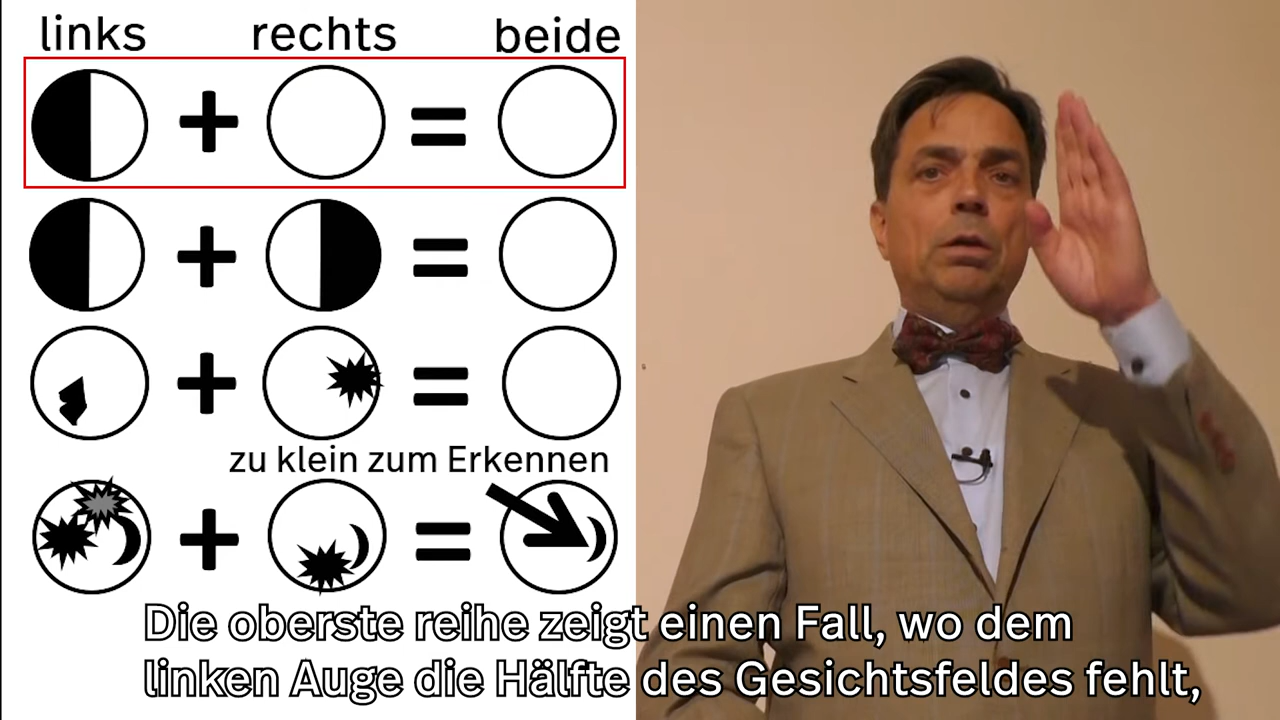 links rechts beide
zu klein zum Erkennen
Die oberste reihe zeigt einen Fall, wo dem
linken Auge die Hälfte des Gesichtsfeldes fehlt,